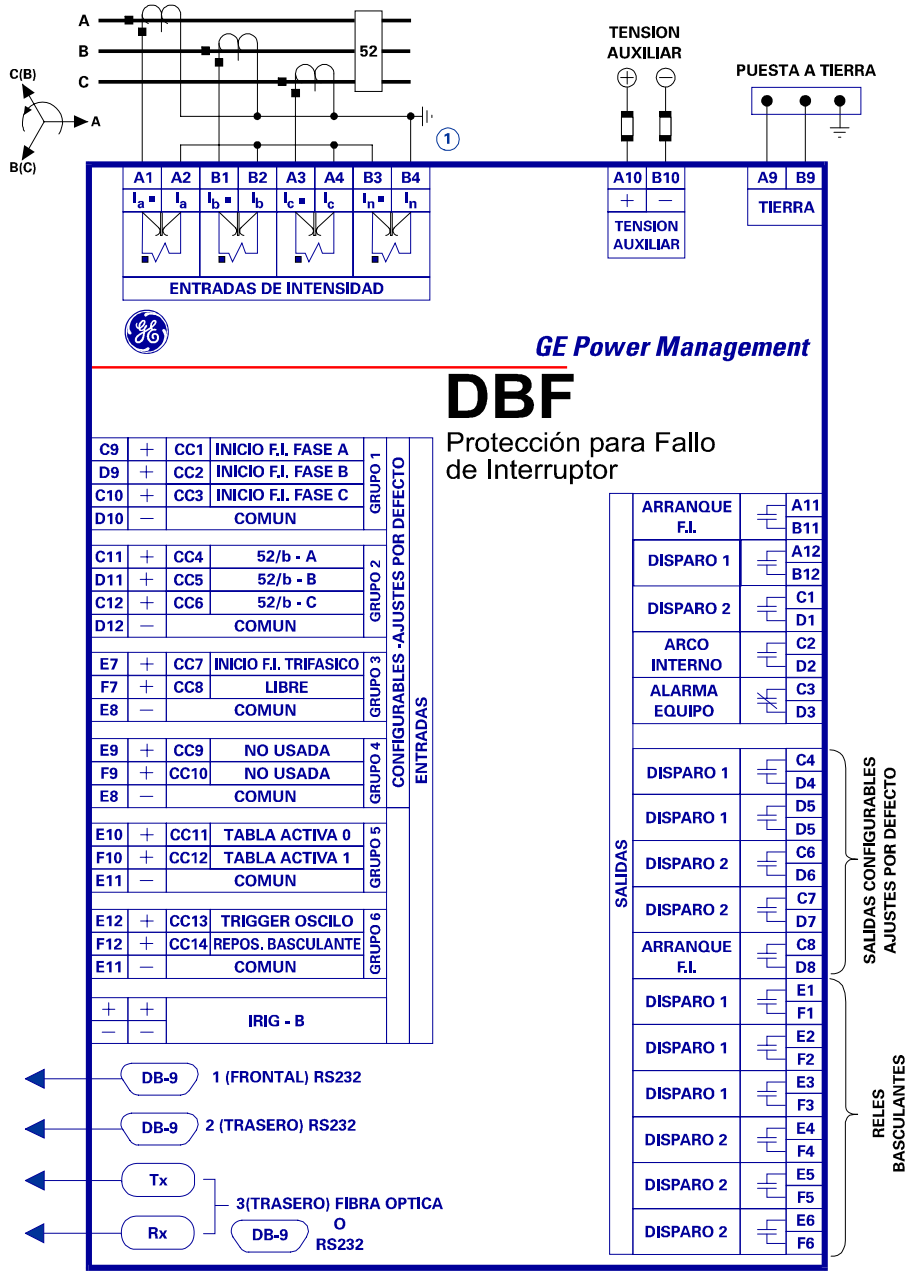 A
B
C
52
C(B)
A
B(C)
1
TENSION
AUXILIAR
+ −
PUESTA A TIERRA
A1 A2 B1 B2 A3 A4 B3 B4
Ia Ia Ib Ib Ic Ic In In
ENTRADAS DE INTENSIDAD
A10 B10
+ −
TENSION
AUXILIAR
A9 B9
TIERRA
GE
GE Power Management
DBF
Protección para Fallo
de Interruptor
C9 + CC1 INICIO F.I. FASE A
D9 + CC2 INICIO F.I. FASE B
C10 + CC3 INICIO F.I. FASE C
D10 − COMUN
GRUPO 1
C11 + CC4 52/b - A
D11 + CC5 52/b - B
C12 + CC6 52/b - C
D12 − COMUN
GRUPO 2
E7 + CC7 INICIO F.I. TRIFASICO
F7 + CC8 LIBRE
E8 − COMUN
GRUPO 3
E9 + CC9 NO USADA
F9 + CC10 NO USADA
E8 − COMUN
GRUPO 4
E10 + CC11 TABLA ACTIVA 0
F10 + CC12 TABLA ACTIVA 1
E11 − COMUN
GRUPO 5
E12 + CC13 TRIGGER OSCILO
F12 + CC14 REPOS. BASCULANTE
E11 − COMUN
GRUPO 6
+ + IRIG - B
− −
CONFIGURABLES -AJUSTES POR DEFECTO
ENTRADAS
DB-9 1 (FRONTAL) RS232
DB-9 2 (TRASERO) RS232
Tx
Rx
3(TRASERO) FIBRA OPTICA
O
DB-9 RS232
SALIDAS
ARRANQUE F.I. A11 B11
DISPARO 1 A12 B12
DISPARO 2 C1 D1
ARCO INTERNO C2 D2
ALARMA EQUIPO C3 D3
DISPARO 1 C4 D4
DISPARO 1 D5 D5
DISPARO 2 C6 D6
DISPARO 2 C7 D7
ARRANQUE F.I. C8 D8
SALIDAS CONFIGURABLES
AJUSTES POR DEFECTO
DISPARO 1 E1 F1
DISPARO 1 E2 F2
DISPARO 1 E3 F3
DISPARO 2 E4 F4
DISPARO 2 E5 F5
DISPARO 2 E6 F6
RELES
BASCULANTES